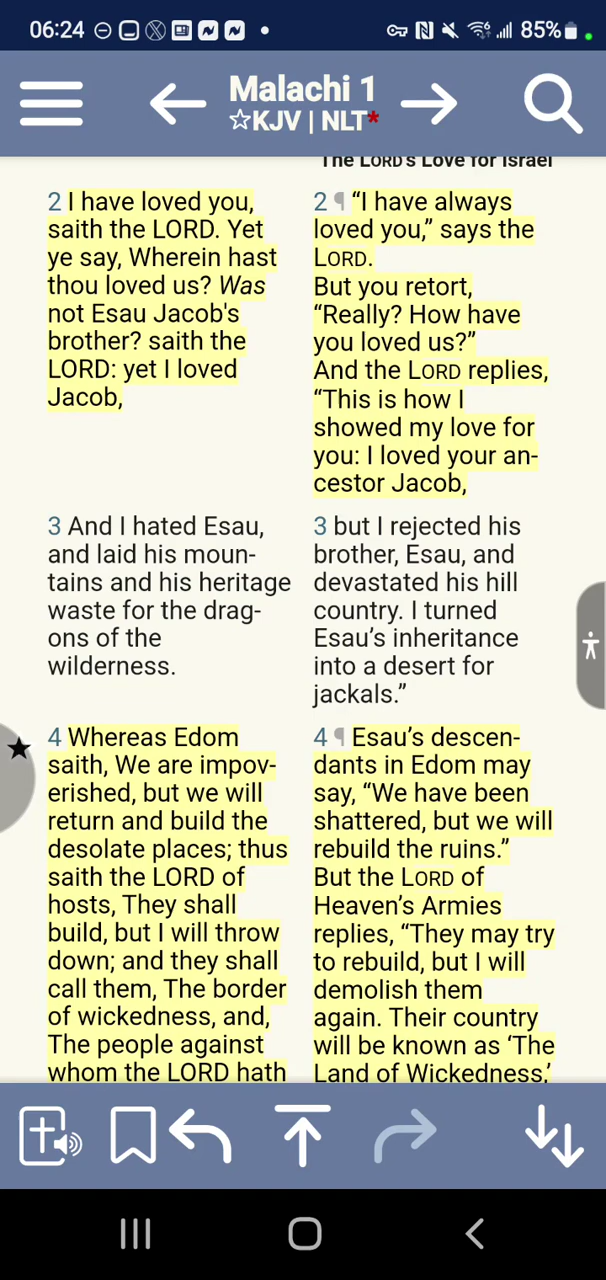 06:24
85%
Malachi 1
☆KJV | NLT*
The LORD's Love for Israel
2 I have loved you,
saith the LORD. Yet
ye say, Wherein hast
thou loved us? Was
not Esau Jacob's
brother? saith the
LORD: yet I loved
Jacob,
2 ¶ “I have always
loved you,” says the
LORD.
But you retort,
“Really? How have
you loved us?”
And the LORD replies,
“This is how I
showed my love for
you: I loved your an-
cestor Jacob,
3 And I hated Esau,
and laid his moun-
tains and his heritage
waste for the drag-
ons of the
wilderness.
3 but I rejected his
brother, Esau, and
devastated his hill
country. I turned
Esau’s inheritance
into a desert for
jackals.”
4 Whereas Edom
saith, We are impov-
erished, but we will
return and build the
desolate places; thus
saith the LORD of
hosts, They shall
build, but I will throw
down; and they shall
call them, The border
of wickedness, and,
The people against
whom the LORD hath
4 ¶ Esau’s descen-
dants in Edom may
say, “We have been
shattered, but we will
rebuild the ruins.”
But the LORD of
Heaven’s Armies
replies, “They may try
to rebuild, but I will
demolish them
again. Their country
will be known as ‘The
Land of Wickedness,’